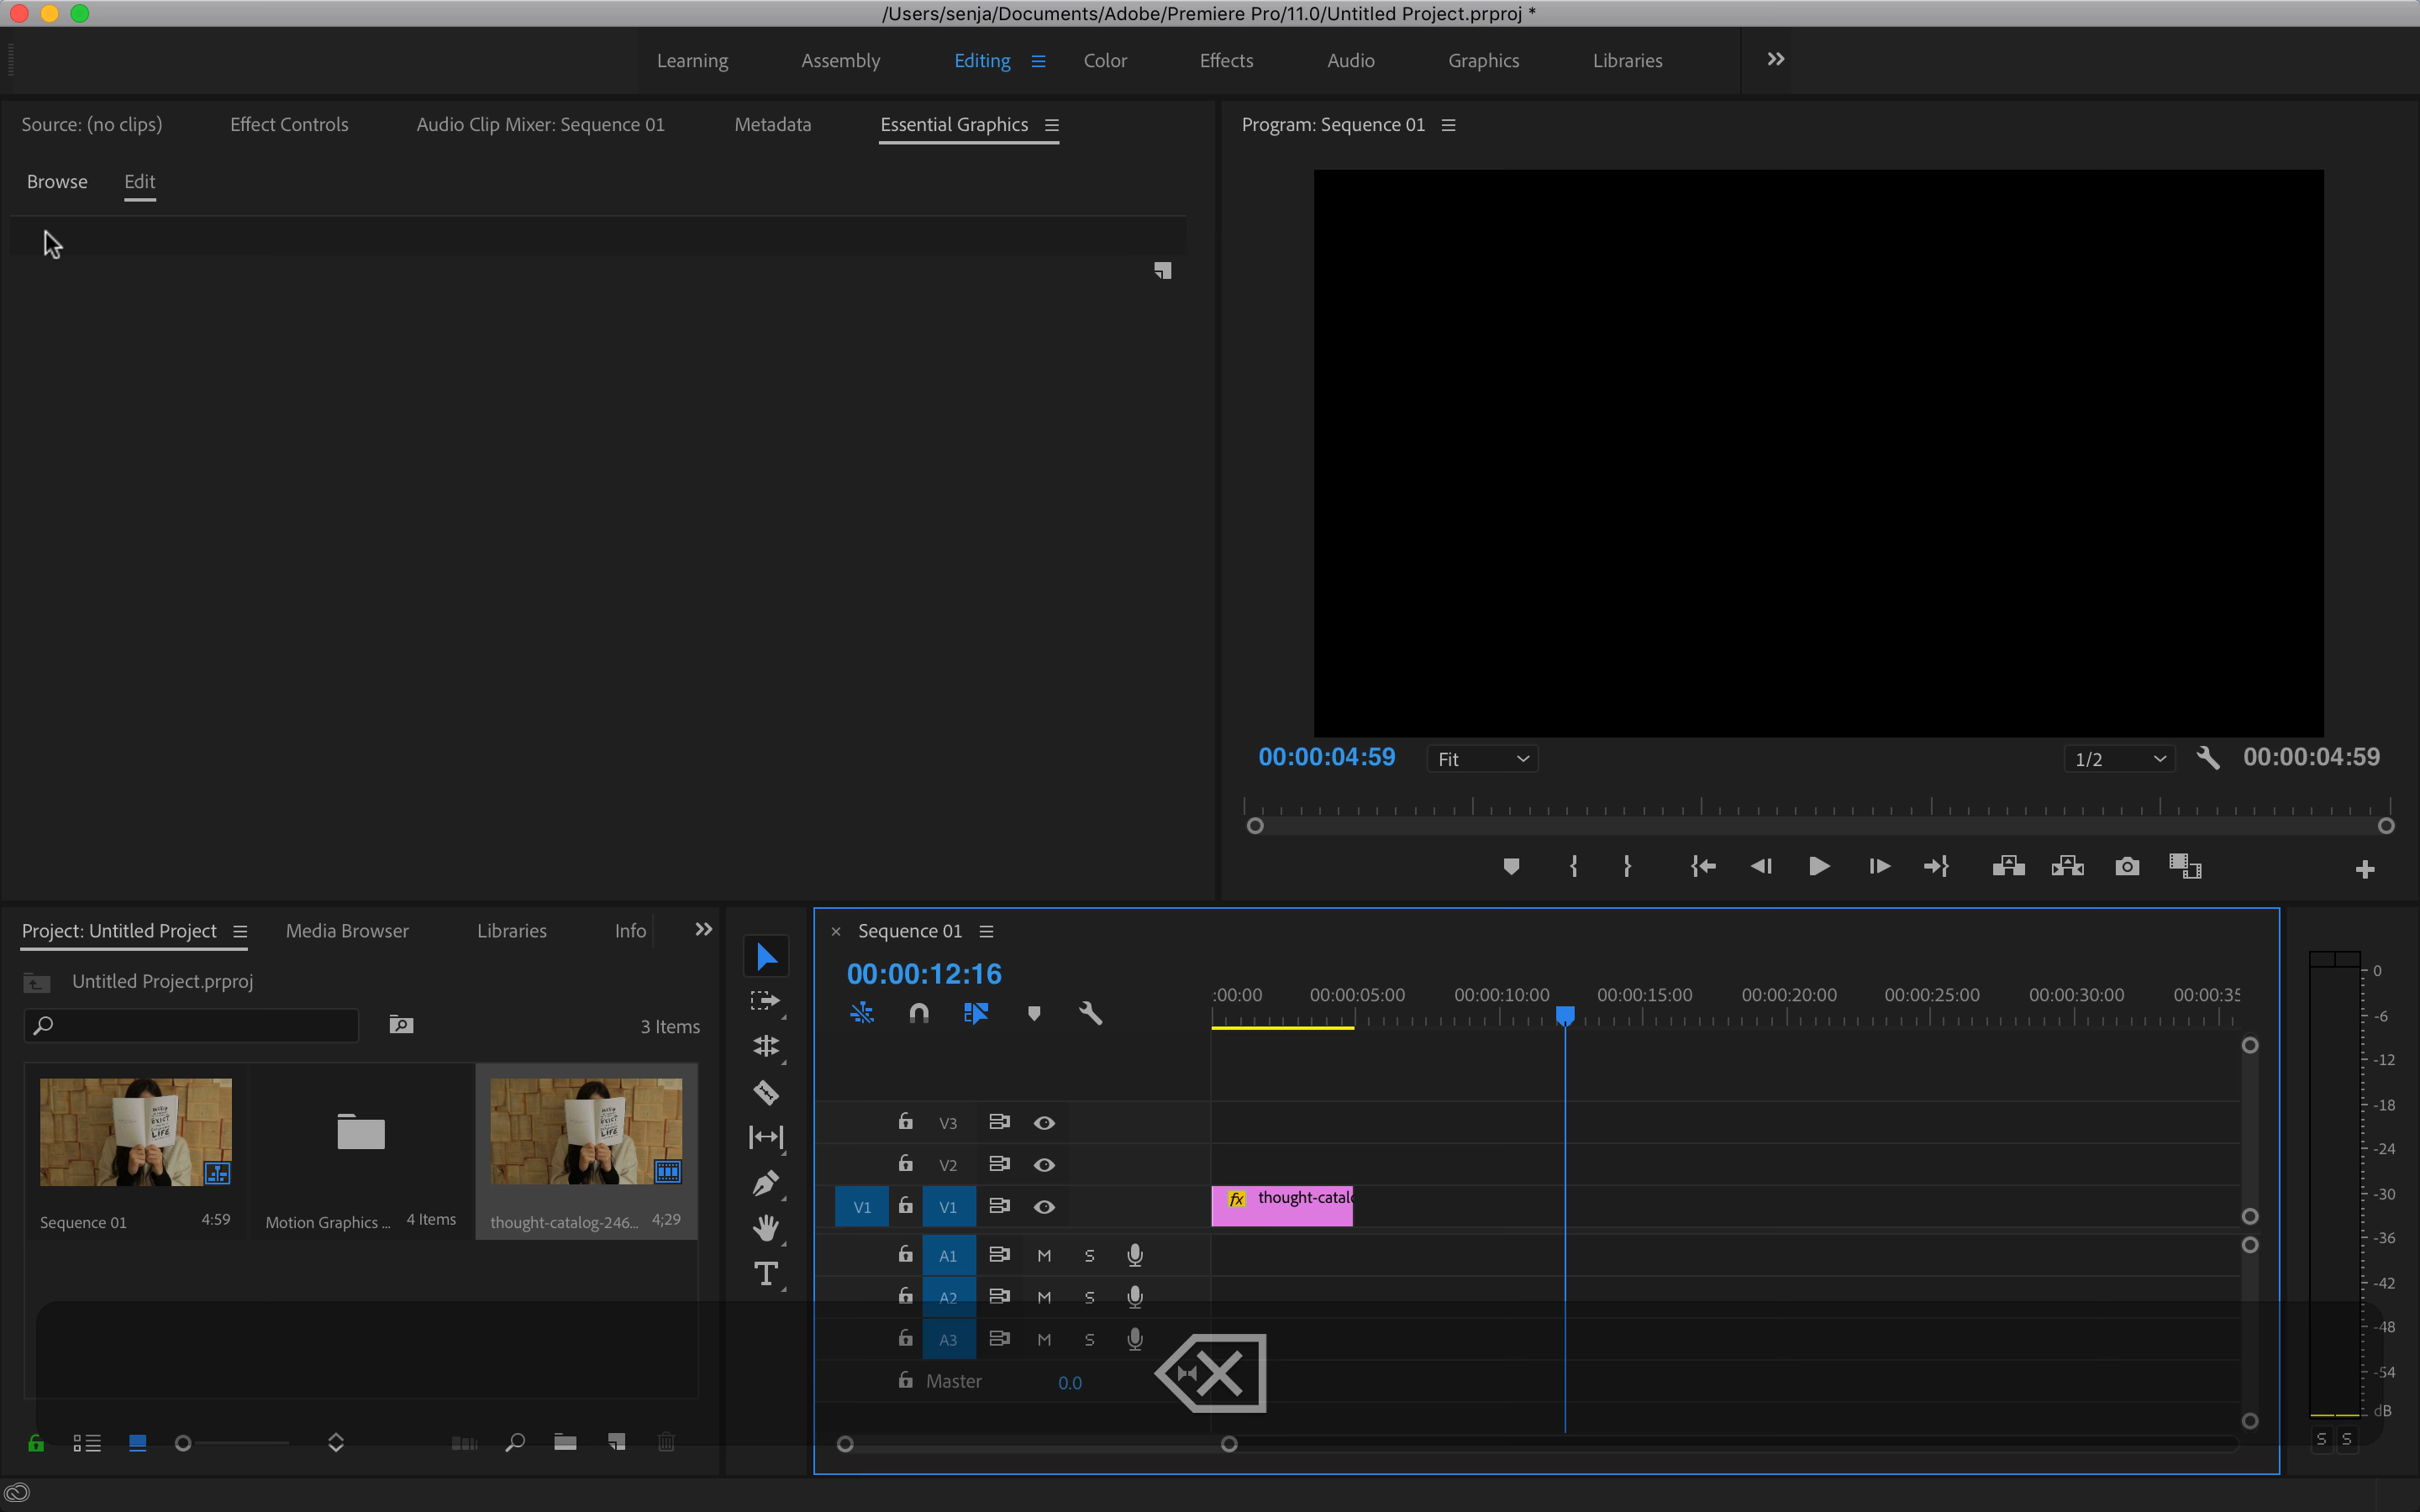 /Users/senja/Documents/Adobe/Premiere Pro/11.0/Untitled Project.prproj *
Learning Assembly Editing Color Effects Audio Graphics Libraries
Source: (no clips) Effect Controls Audio Clip Mixer: Sequence 01 Metadata Essential Graphics
Program: Sequence 01
Browse Edit
00:00:04:59 Fit 1/2 00:00:04:59
Project: Untitled Project Media Browser Libraries Info
Untitled Project.prproj
3 Items
Sequence 01 4:59
Motion Graphics ... 4 Items
thought-catalog-246... 4;29
× Sequence 01
00:00:12:16
:00:00 00:00:05:00 00:00:10:00 00:00:15:00 00:00:20:00 00:00:25:00 00:00:30:00 00:00:35
V3
V2
V1 V1 fx thought-catalo
A1 M S
A2 M S
A3 M S
Master 0.0
0
-6
-12
-18
-24
-30
-36
-42
-48
-54
dB
S S